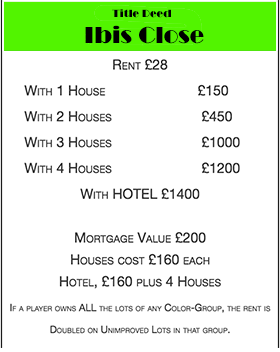 Title Deed
Ibis Close
Rent £28
With 1 House £150
With 2 Houses £450
With 3 Houses £1000
With 4 Houses £1200
With HOTEL £1400
Mortgage Value £200
Houses cost £160 each
Hotel, £160 plus 4 Houses
If a player owns ALL the lots of any Color-Group, the rent is
Doubled on Unimproved Lots in that group.